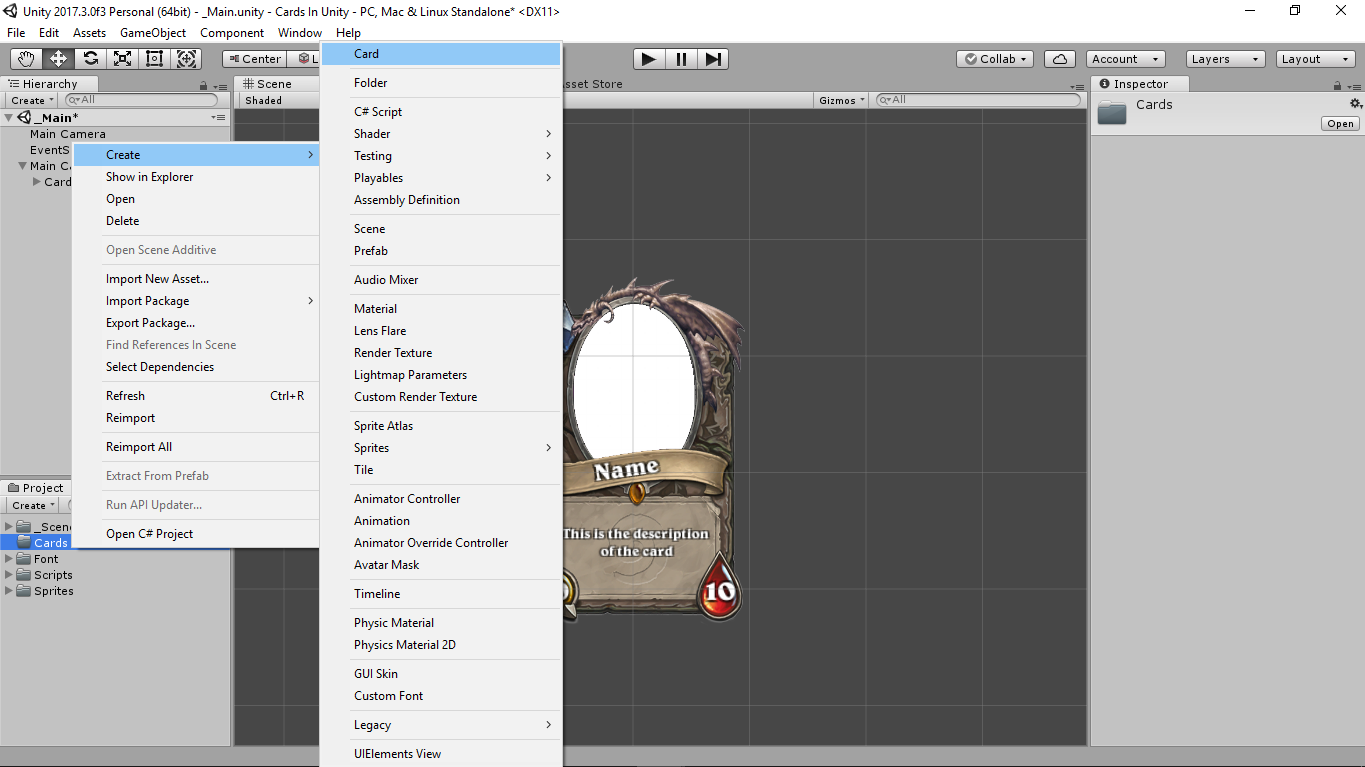 Unity 2017.3.0f3 Personal (64bit) - _Main.unity - Cards In Unity - PC, Mac & Linux Standalone* <DX11>
File Edit Assets GameObject Component Window Help
Center
Collab
Account
Layers
Layout
Hierarchy
Create
All
_Main*
Main Camera
EventS
Main Ca
Card
Scene
Shaded
sset Store
Gizmos
All
Inspector
Cards
Open
Create
Show in Explorer
Open
Delete
Open Scene Additive
Import New Asset...
Import Package
Export Package...
Find References In Scene
Select Dependencies
Refresh Ctrl+R
Reimport
Reimport All
Extract From Prefab
Run API Updater...
Open C# Project
Card
Folder
C# Script
Shader
Testing
Playables
Assembly Definition
Scene
Prefab
Audio Mixer
Material
Lens Flare
Render Texture
Lightmap Parameters
Custom Render Texture
Sprite Atlas
Sprites
Tile
Animator Controller
Animation
Animator Override Controller
Avatar Mask
Timeline
Physic Material
Physics Material 2D
GUI Skin
Custom Font
Legacy
UIElements View
Name
This is the description
of the card
10
Project
Create
_Scen
Cards
Font
Scripts
Sprites